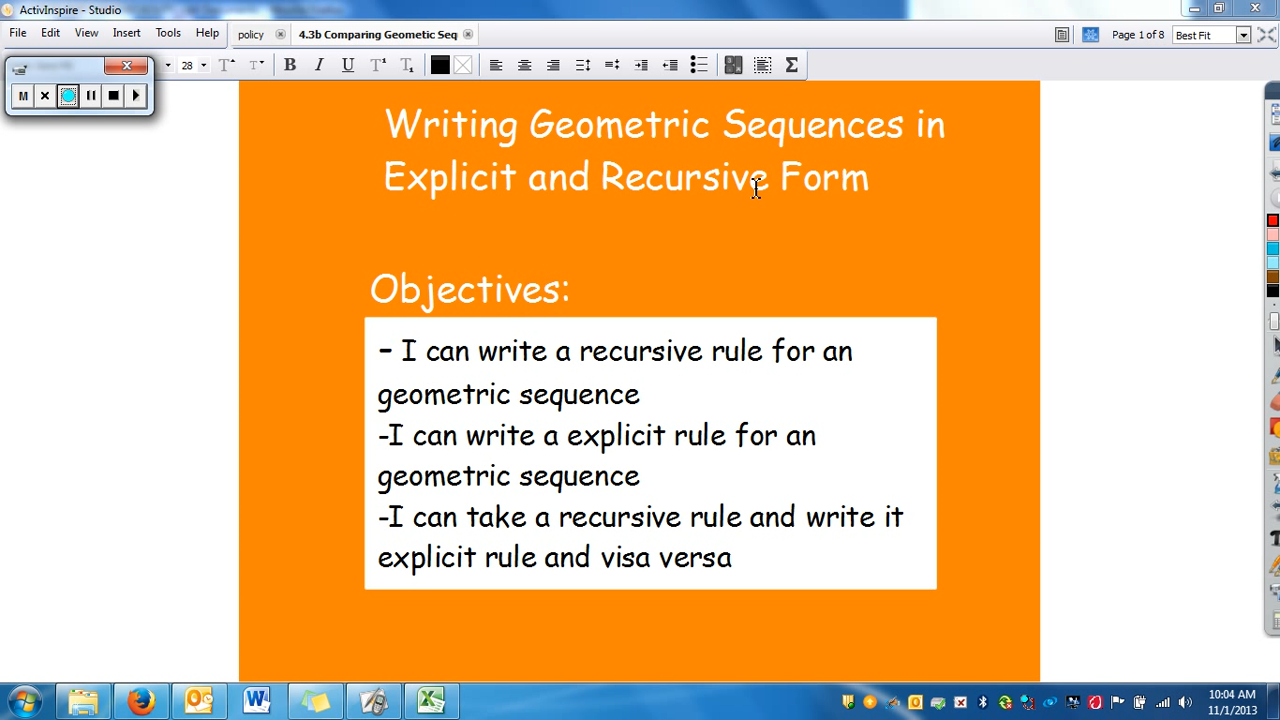 ActivInspire - Studio
File Edit View Insert Tools Help policy 4.3b Comparing Geometic Seq Page 1 of 8 Best Fit
28 T T B I U T T Σ
M
Writing Geometric Sequences in
Explicit and Recursive Form
Objectives:
- I can write a recursive rule for an
geometric sequence
-I can write a explicit rule for an
geometric sequence
-I can take a recursive rule and write it
explicit rule and visa versa
10:04 AM
11/1/2013